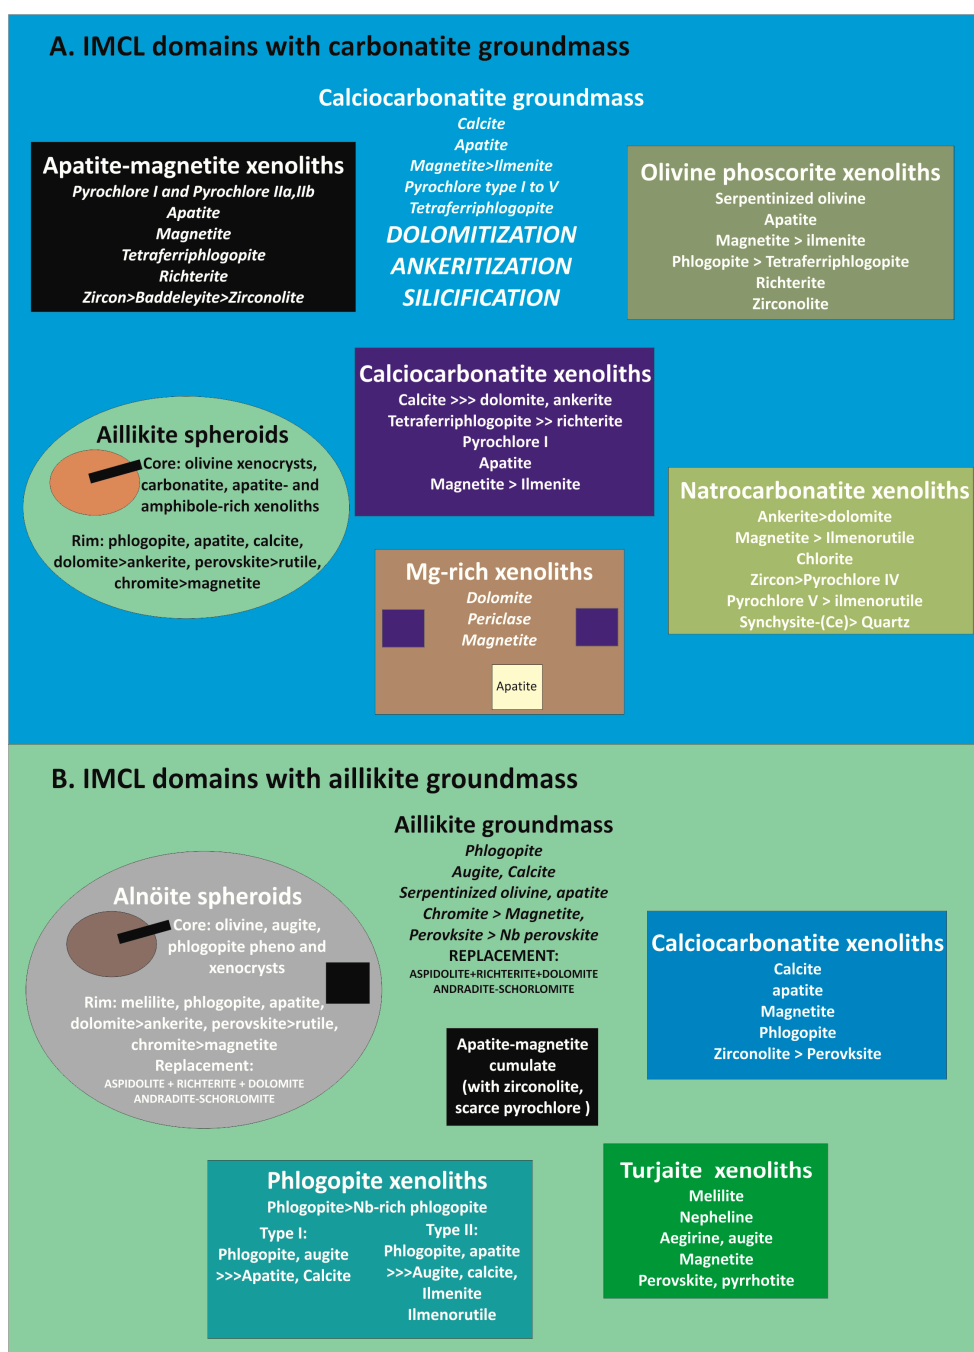 A. IMCL domains with carbonatite groundmass
Calciocarbonatite groundmass
Calcite
Apatite
Magnetite>Ilmenite
Pyrochlore type I to V
Tetraferriphlogopite
DOLOMITIZATION
ANKERITIZATION
SILICIFICATION
Apatite-magnetite xenoliths
Pyrochlore I and Pyrochlore IIa,IIb
Apatite
Magnetite
Tetraferriphlogopite
Richterite
Zircon>Baddeleyite>Zirconolite
Olivine phoscorite xenoliths
Serpentinized olivine
Apatite
Magnetite > ilmenite
Phlogopite > Tetraferriphlogopite
Richterite
Zirconolite
Calciocarbonatite xenoliths
Calcite >>> dolomite, ankerite
Tetraferriphlogopite >> richterite
Pyrochlore I
Apatite
Magnetite > Ilmenite
Aillikite spheroids
Core: olivine xenocrysts,
carbonatite, apatite- and
amphibole-rich xenoliths
Rim: phlogopite, apatite, calcite,
dolomite>ankerite, perovskite>rutile,
chromite>magnetite
Natrocarbonatite xenoliths
Ankerite>dolomite
Magnetite > Ilmenorutile
Chlorite
Zircon>Pyrochlore IV
Pyrochlore V > ilmenorutile
Synchysite-(Ce)> Quartz
Mg-rich xenoliths
Dolomite
Periclase
Magnetite
Apatite
B. IMCL domains with aillikite groundmass
Aillikite groundmass
Phlogopite
Augite, Calcite
Serpentinized olivine, apatite
Chromite > Magnetite,
Perovksite > Nb perovskite
REPLACEMENT:
ASPIDOLITE+RICHTERITE+DOLOMITE
ANDRADITE-SCHORLOMITE
Alnöite spheroids
Core: olivine, augite,
phlogopite pheno and
xenocrysts
Rim: melilite, phlogopite, apatite,
dolomite>ankerite, perovskite>rutile,
chromite>magnetite
Replacement:
ASPIDOLITE + RICHTERITE + DOLOMITE
ANDRADITE-SCHORLOMITE
Calciocarbonatite xenoliths
Calcite
apatite
Magnetite
Phlogopite
Zirconolite > Perovksite
Apatite-magnetite
cumulate
(with zirconolite,
scarce pyrochlore )
Phlogopite xenoliths
Phlogopite>Nb-rich phlogopite
Type I:
Phlogopite, augite
>>>Apatite, Calcite
Type II:
Phlogopite, apatite
>>>Augite, calcite,
Ilmenite
Ilmenorutile
Turjaite xenoliths
Melilite
Nepheline
Aegirine, augite
Magnetite
Perovskite, pyrrhotite